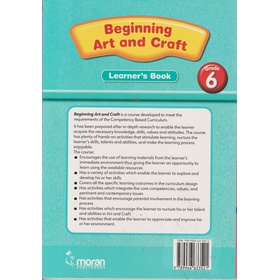 Beginning
Art and Craft
Grade
6
Learner's Book
Beginning Art and Craft is a course developed to meet the
requirements of the Competency Based Curriculum.
It has been prepared after in-depth research to enable the learner
acquire the necessary knowledge, skills, values and attitudes. The course
has plenty of hands on activities that stimulate learning, nurture the
learner's skills, talents and abilities, and make the learning process
enjoyable.
The course:
Encourages the use of learning materials from the learner's
immediate environment thus giving the learner an opportunity to
learn using the available resources.
Has a variety of activities which enable the learner to explore and
develop his or her skills.
Covers all the specific learning outcomes in the curriculum design
Has activities which integrate the core competencies, values, and
pertinent and contemporary issues
Has activities that encourage parental involvement in the learning
process
Has activities which encourage the learner to nurture his or her talent
and abilities in Art and Craft.
Has activities that enable the learner to appreciate and improve his
or her environment.
moran